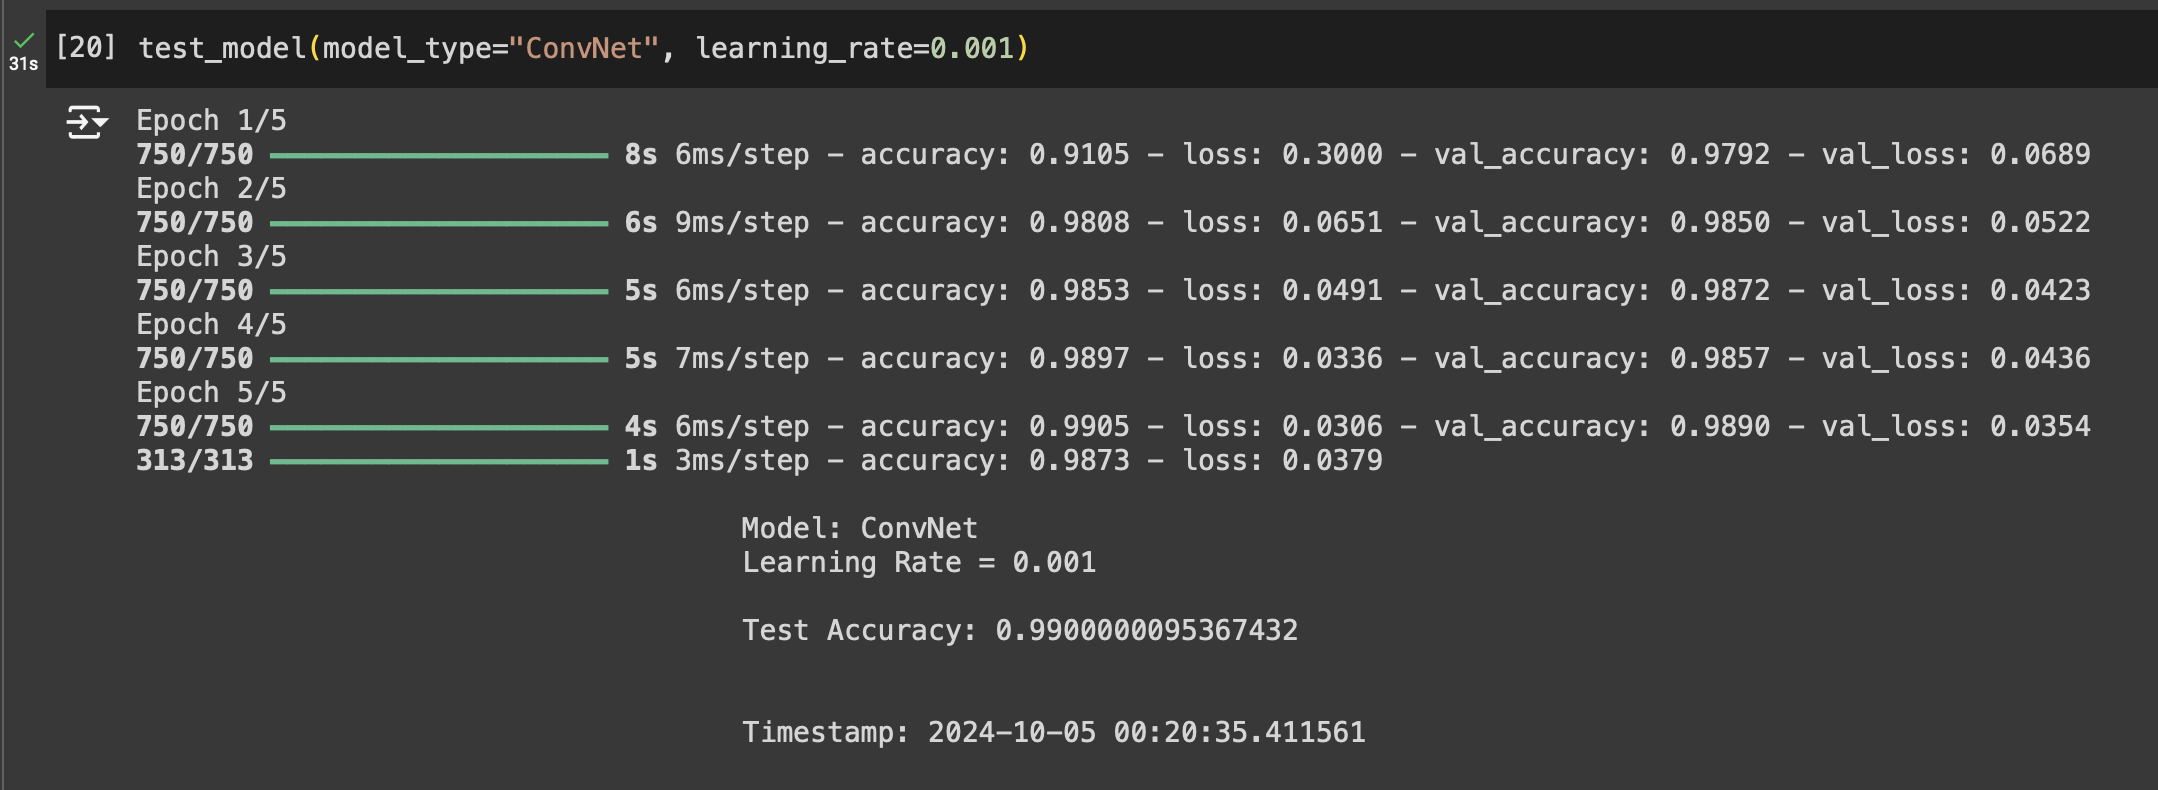 [20] test_model(model_type="ConvNet", learning_rate=0.001)
31s
Epoch 1/5
750/750 ━━━━━━━━━━━━━━━━━━━━ 8s 6ms/step - accuracy: 0.9105 - loss: 0.3000 - val_accuracy: 0.9792 - val_loss: 0.0689
Epoch 2/5
750/750 ━━━━━━━━━━━━━━━━━━━━ 6s 9ms/step - accuracy: 0.9808 - loss: 0.0651 - val_accuracy: 0.9850 - val_loss: 0.0522
Epoch 3/5
750/750 ━━━━━━━━━━━━━━━━━━━━ 5s 6ms/step - accuracy: 0.9853 - loss: 0.0491 - val_accuracy: 0.9872 - val_loss: 0.0423
Epoch 4/5
750/750 ━━━━━━━━━━━━━━━━━━━━ 5s 7ms/step - accuracy: 0.9897 - loss: 0.0336 - val_accuracy: 0.9857 - val_loss: 0.0436
Epoch 5/5
750/750 ━━━━━━━━━━━━━━━━━━━━ 4s 6ms/step - accuracy: 0.9905 - loss: 0.0306 - val_accuracy: 0.9890 - val_loss: 0.0354
313/313 ━━━━━━━━━━━━━━━━━━━━ 1s 3ms/step - accuracy: 0.9873 - loss: 0.0379
Model: ConvNet
Learning Rate = 0.001
Test Accuracy: 0.9900000095367432
Timestamp: 2024-10-05 00:20:35.411561